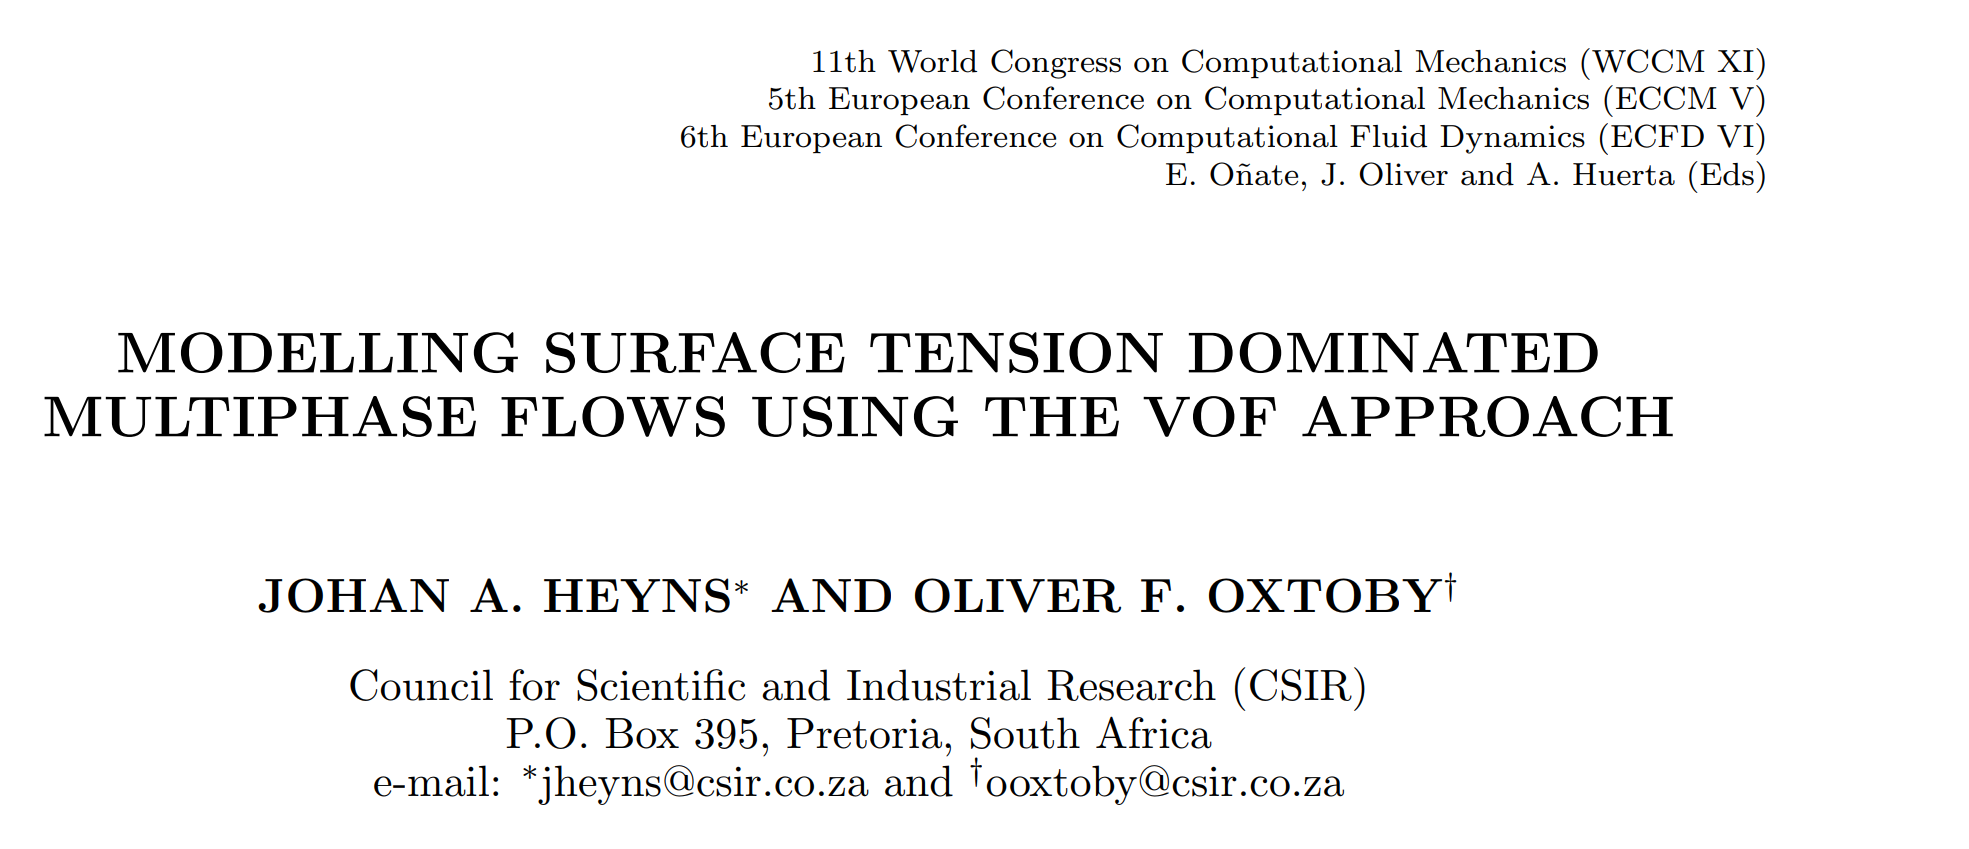 11th World Congress on Computational Mechanics (WCCM XI)
5th European Conference on Computational Mechanics (ECCM V)
6th European Conference on Computational Fluid Dynamics (ECFD VI)
E. Oñate, J. Oliver and A. Huerta (Eds)
MODELLING SURFACE TENSION DOMINATED
MULTIPHASE FLOWS USING THE VOF APPROACH
JOHAN A. HEYNS* AND OLIVER F. OXTOBY†
Council for Scientific and Industrial Research (CSIR)
P.O. Box 395, Pretoria, South Africa
e-mail: *jheyns@csir.co.za and †ooxtoby@csir.co.za